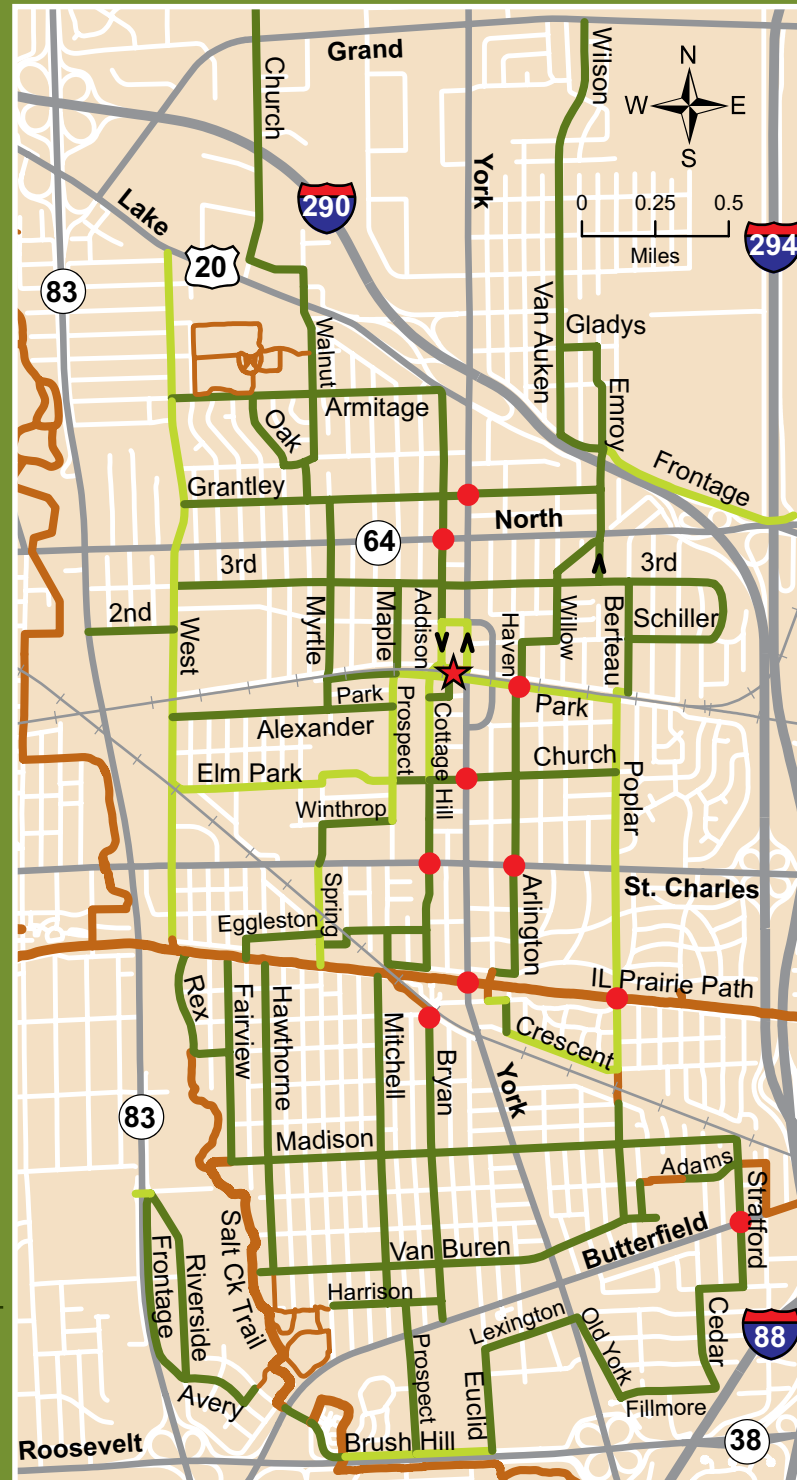 Grand
Church
Wilson
N
W
E
S
York
0
0.25
0.5
Miles
290
294
Lake
20
83
Van Auken
Gladys
Walnut
Emroy
Armitage
Oak
Frontage
Grantley
North
64
3rd
3rd
2nd
West
Myrtle
Maple
Addison
Haven
Willow
Berteau
Schiller
Park
Prospect
Cottage Hill
Park
Alexander
Church
Elm Park
Poplar
Winthrop
St. Charles
Spring
Arlington
Eggleston
IL Prairie Path
Rex
Fairview
Hawthorne
Mitchell
Bryan
Crescent
York
83
Madison
Adams
Stratford
Salt Ck Trail
Butterfield
Van Buren
Frontage
Riverside
Harrison
Lexington
Old York
Cedar
88
Prospect
Euclid
Avery
Fillmore
Roosevelt
Brush Hill
38